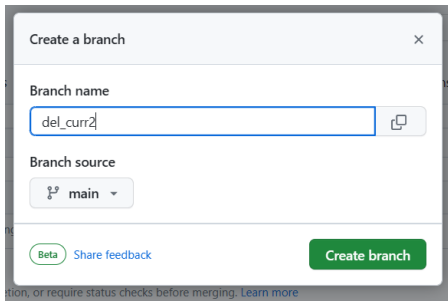 Create a branch
Branch name
del_curr2
Branch source
main
Beta Share feedback Create branch
etion, or require status checks before merging. Learn more